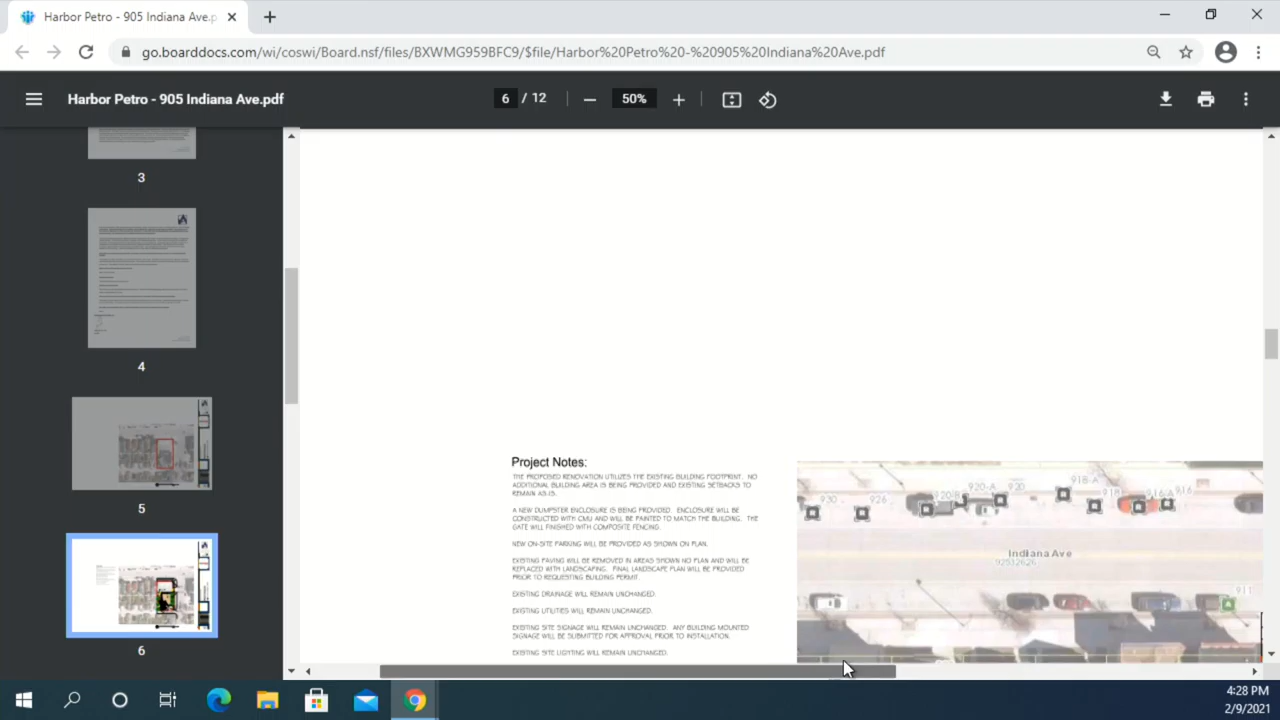 Harbor Petro - 905 Indiana Ave.p
go.boarddocs.com/wi/coswi/Board.nsf/files/BXWMG959BFC9/$file/Harbor%20Petro%20-%20905%20Indiana%20Ave.pdf
Harbor Petro - 905 Indiana Ave.pdf
6 / 12
50%
3
4
5
6
Project Notes:
THE PROPOSED RENOVATION UTILIZES THE EXISTING BUILDING FOOTPRINT. NO
ADDITIONAL BUILDING AREA IS BEING PROVIDED AND EXISTING SETBACKS TO
REMAIN AS IS.
A NEW DUMPSTER ENCLOSURE IS BEING PROVIDED. ENCLOSURE WILL BE
CONSTRUCTED WITH CMU AND WILL BE PAINTED TO MATCH THE BUILDING. THE
GATE WILL FINISHED WITH COMPOSITE FENCING.
NEW ON-SITE PARKING WILL BE PROVIDED AS SHOWN ON PLAN.
EXISTING PAVING WILL BE REMOVED IN AREAS SHOWN NO PLAN AND WILL BE
REPLACED WITH LANDSCAPING. FINAL LANDSCAPE PLAN WILL BE PROVIDED
PRIOR TO REQUESTING BUILDING PERMIT.
EXISTING DRAINAGE WILL REMAIN UNCHANGED.
EXISTING UTILITIES WILL REMAIN UNCHANGED.
EXISTING SITE SIGNAGE WILL REMAIN UNCHANGED. ANY BUILDING MOUNTED
SIGNAGE WILL BE SUBMITTED FOR APPROVAL PRIOR TO INSTALLATION.
EXISTING SITE LIGHTING WILL REMAIN UNCHANGED.
930
926
920-A
920
918-A
918
916-A
916
Indiana Ave
911
4:28 PM
2/9/2021